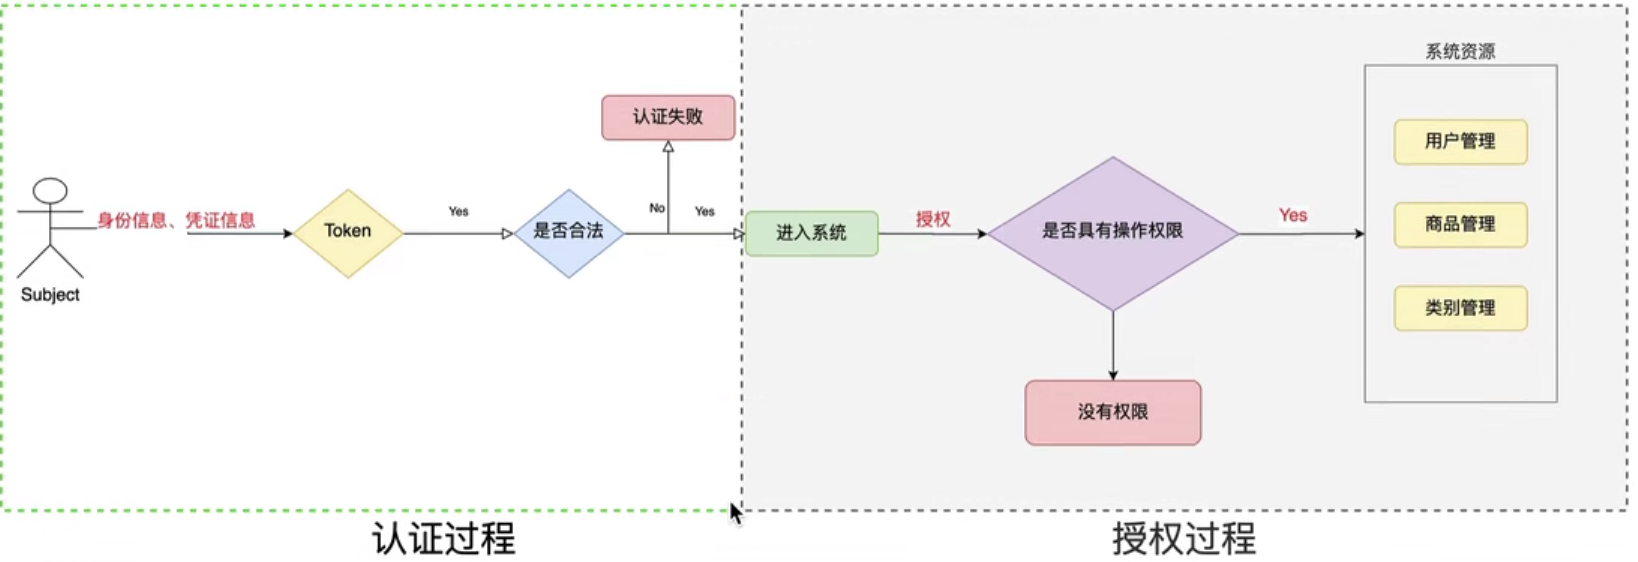 身份信息、凭证信息
Subject
Token
Yes
是否合法
No
认证失败
Yes
进入系统
授权
是否具有操作权限
没有权限
Yes
系统资源
用户管理
商品管理
类别管理
认证过程
授权过程